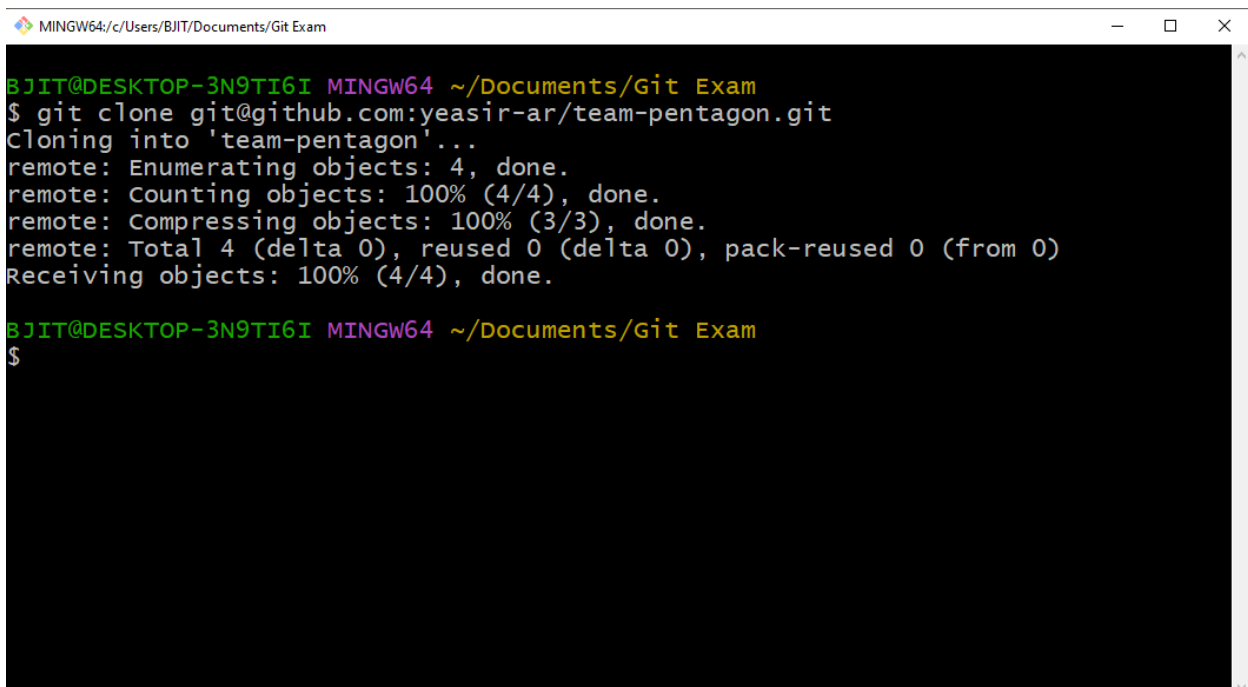 MINGW64:/c/Users/BJIT/Documents/Git Exam
BJIT@DESKTOP-3N9TI6I MINGW64 ~/Documents/Git Exam
$ git clone git@github.com:yeasir-ar/team-pentagon.git
Cloning into 'team-pentagon'...
remote: Enumerating objects: 4, done.
remote: Counting objects: 100% (4/4), done.
remote: Compressing objects: 100% (3/3), done.
remote: Total 4 (delta 0), reused 0 (delta 0), pack-reused 0 (from 0)
Receiving objects: 100% (4/4), done.
BJIT@DESKTOP-3N9TI6I MINGW64 ~/Documents/Git Exam
$